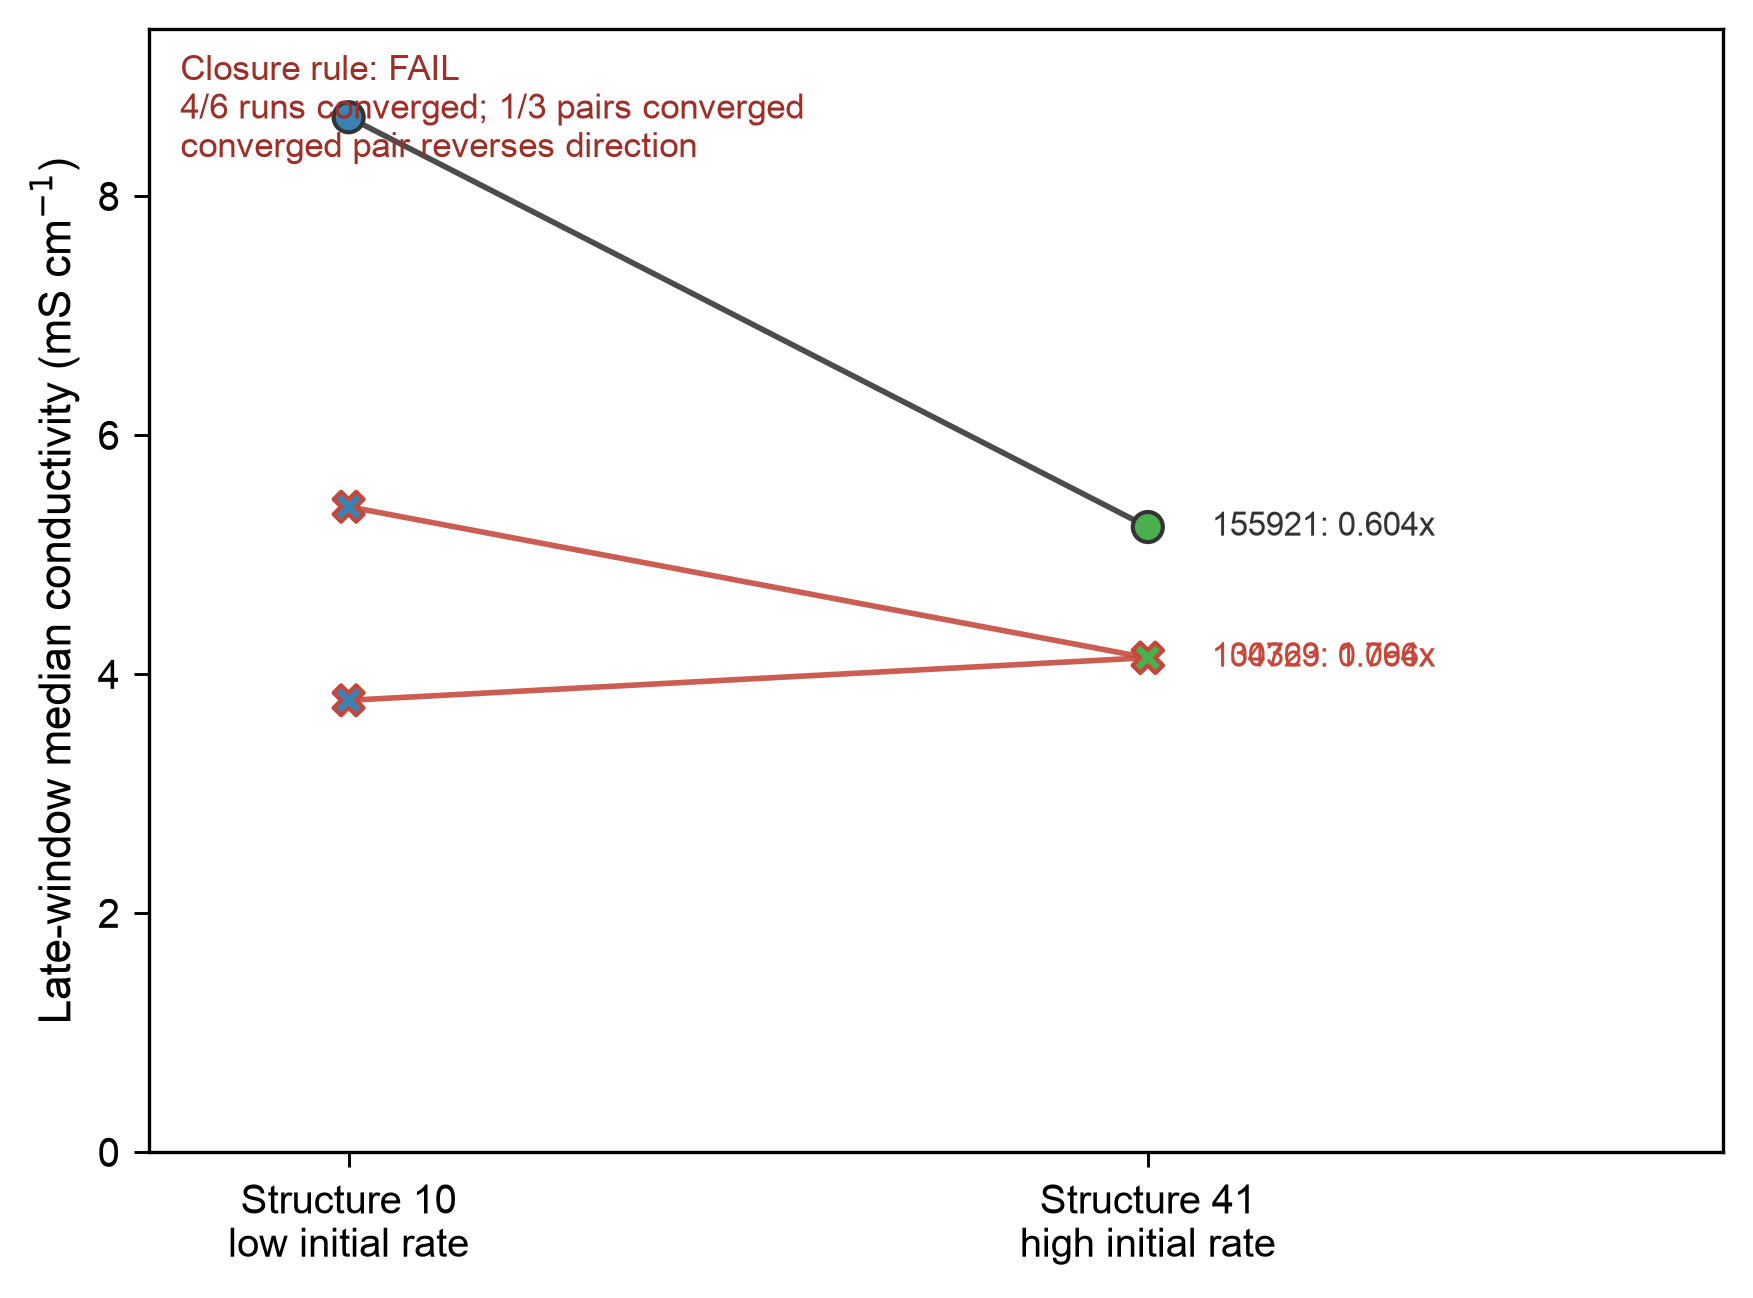 Closure rule: FAIL
4/6 runs converged; 1/3 pairs converged
converged pair reverses direction
Late-window median conductivity (mS cm⁻¹)
8
6
4
2
0
155921: 0.604x
Structure 10
low initial rate
Structure 41
high initial rate